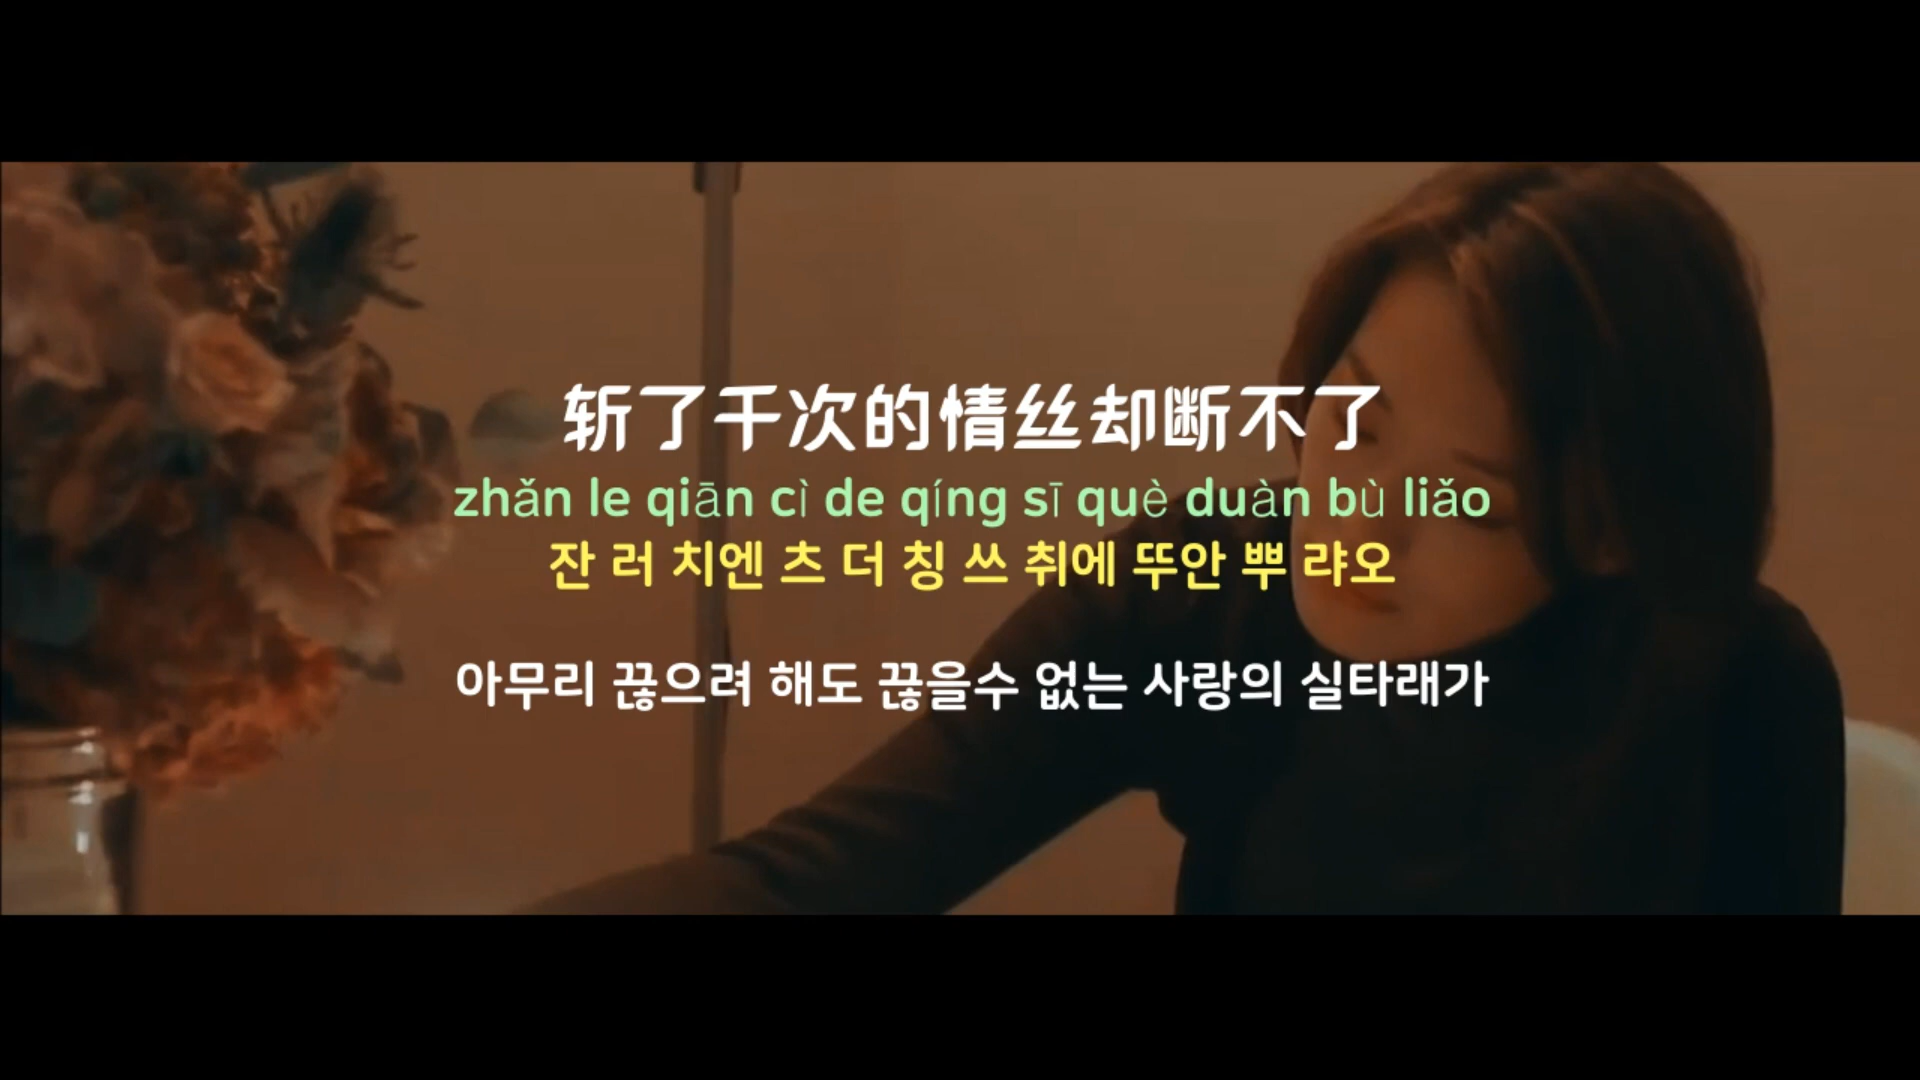 斩了千次的情丝却断不了
zhǎn le qiān cì de qíng sī què duàn bù liǎo
잔 러 치엔 츠 더 칭 쓰 취에 뚜안 뿌 랴오
아무리 끊으려 해도 끊을수 없는 사랑의 실타래가